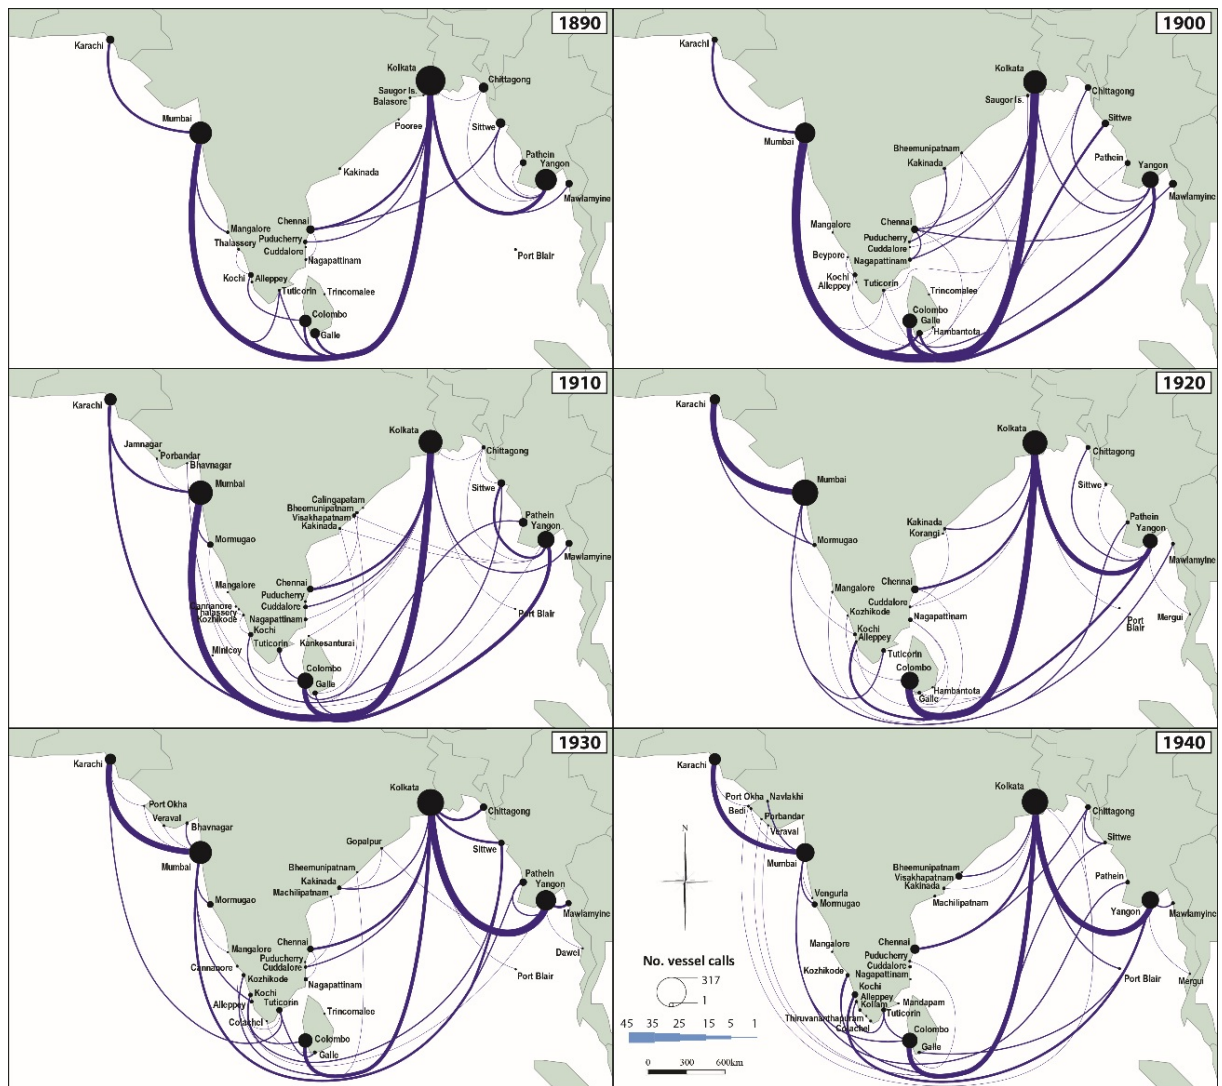 1890
Karachi
Mumbai
Kolkata
Saugor Is.
Balasore
Chittagong
Pooree
Sittwe
Pathein
Yangon
Mawlamyine
Kakinada
Chennai
Puducherry
Cuddalore
Nagapattinam
Mangalore
Thalassery
Kochi
Alleppey
Tuticorin
Trincomalee
Colombo
Galle
Port Blair
1900
Karachi
Mumbai
Kolkata
Saugor Is.
Chittagong
Sittwe
Bheemunipatnam
Kakinada
Pathein
Yangon
Mawlamyine
Chennai
Puducherry
Cuddalore
Nagapattinam
Mangalore
Beypore
Kochi
Alleppey
Tuticorin
Trincomalee
Colombo
Galle
Hambantota
1910
Karachi
Jamnagar
Porbandar
Bhavnagar
Mumbai
Kolkata
Chittagong
Sittwe
Calingapatam
Bheemunipatnam
Visakhapatnam
Kakinada
Pathein
Yangon
Mawlamyine
Mormugao
Chennai
Puducherry
Cuddalore
Nagapattinam
Mangalore
Cannanore
Thalassery
Kozhikode
Kochi
Tuticorin
Kankesanturai
Minicoy
Colombo
Galle
Port Blair
1920
Karachi
Mumbai
Kolkata
Chittagong
Sittwe
Kakinada
Korangi
Pathein
Yangon
Mawlamyine
Mormugao
Chennai
Cuddalore
Nagapattinam
Mangalore
Kozhikode
Kochi
Alleppey
Tuticorin
Colombo
Galle
Hambantota
Port
Blair
Mergui
1930
Karachi
Port Okha
Veraval
Bhavnagar
Mumbai
Kolkata
Chittagong
Sittwe
Gopalpur
Bheemunipatnam
Kakinada
Machilipatnam
Pathein
Yangon
Mawlamyine
Mormugao
Chennai
Puducherry
Cuddalore
Nagapattinam
Mangalore
Cannanore
Kozhikode
Kochi
Alleppey
Tuticorin
Colachel
Trincomalee
Colombo
Galle
Port Blair
Dawei
1940
Karachi
Port Okha
Navlakhi
Bedi
Porbandar
Veraval
Mumbai
Kolkata
Chittagong
Sittwe
Bheemunipatnam
Visakhapatnam
Kakinada
Machilipatnam
Pathein
Yangon
Mawlamyine
Vengurla
Mormugao
Chennai
Puducherry
Cuddalore
Nagapattinam
Mangalore
Kozhikode
Kochi
Alleppey
Kollam
Mandapam
Tuticorin
Thiruvananthapuram
Colachel
Colombo
Galle
Port Blair
Mergui
N
No. vessel calls
317
1
45 35 25 15 5 1
0 300 600km